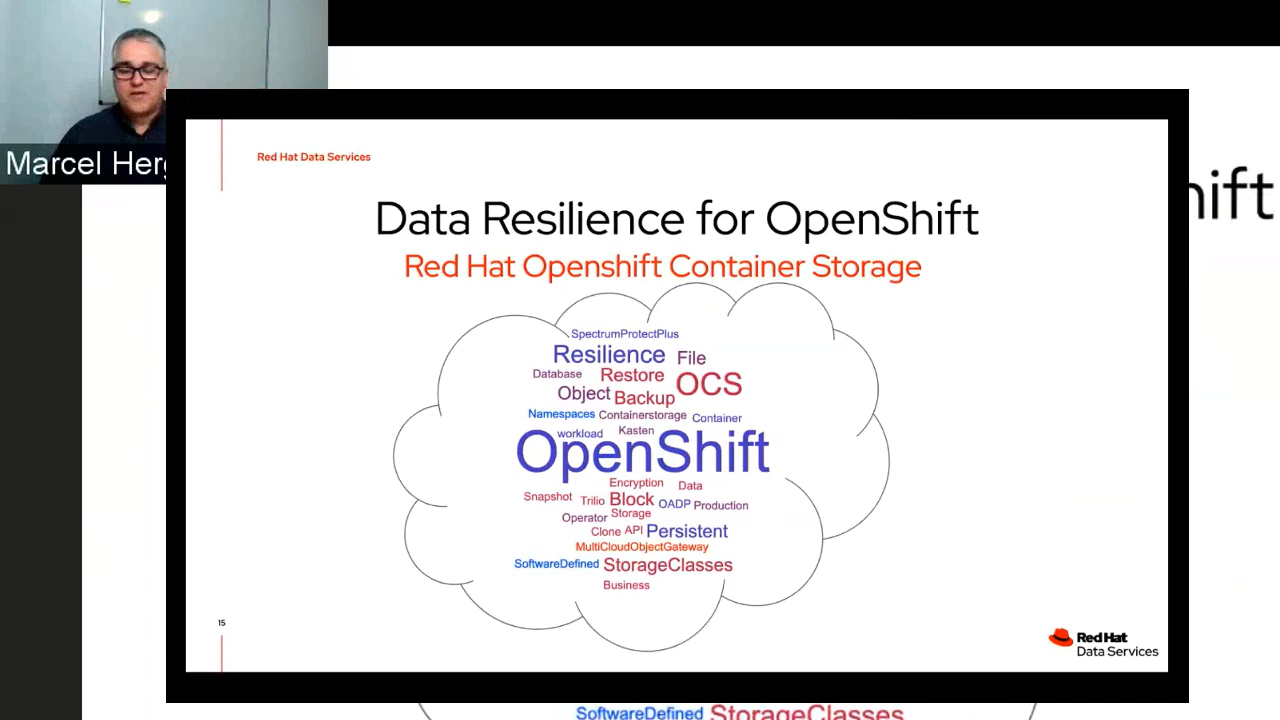 Marcel Her
Red Hat Data Services
Data Resilience for OpenShift
Red Hat Openshift Container Storage
SpectrumProtectPlus
Resilience File
Database Restore OCS
Object Backup
Namespaces Containerstorage Container
workload Kasten
OpenShift
Encryption Data
Snapshot Trilio Block OADP Production
Operator Storage
Clone API Persistent
MultiCloudObjectGateway
SoftwareDefined StorageClasses
Business
15
Red Hat
Data Services
hift
SoftwareDefined StorageClasses